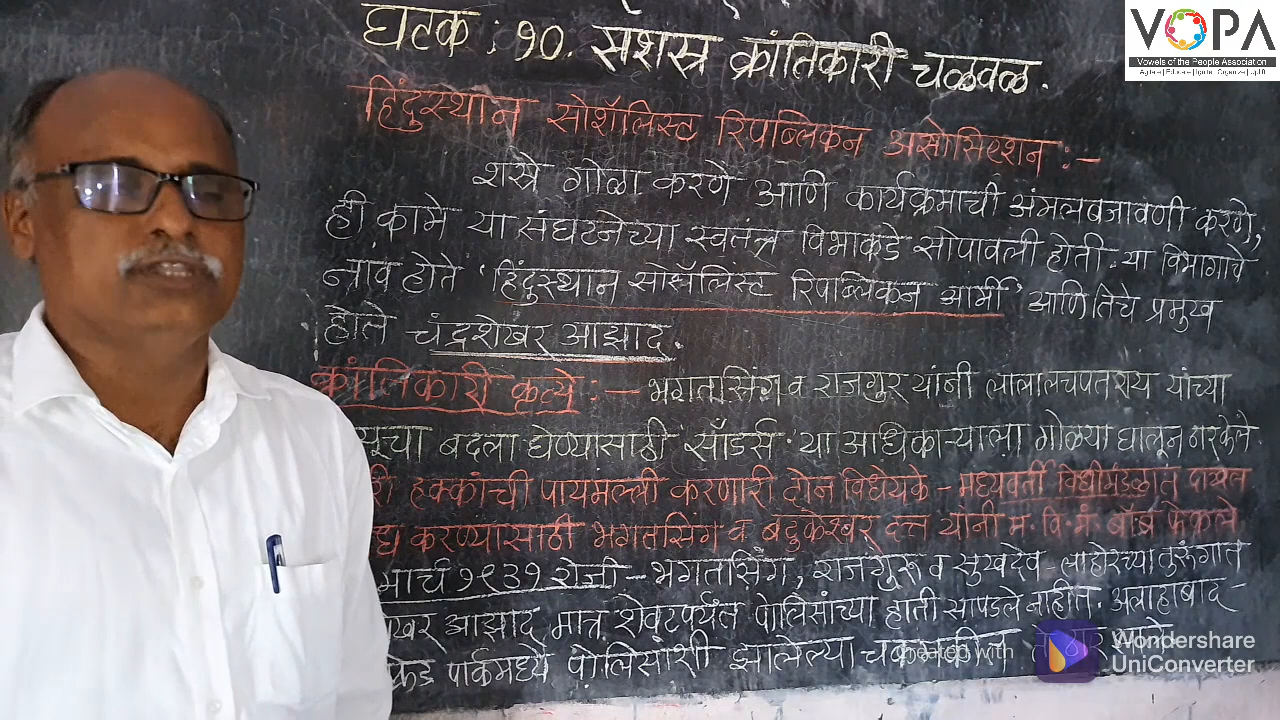 VOPA
Vowels of the People Association
घटक : १०. सशस्त्र क्रांतिकारी चळवळ.
हिंदुस्थान सोशॅलिस्ट रिपब्लिकन असोसिएशन :-
शस्त्रे गोळा करणे आणि कार्यक्रमाची अंमलबजावणी करणे,
ही कामे या संघटनेच्या स्वतंत्र विभाकडे सोपावली होती. या विभागाचे
नाव होते 'हिंदुस्थान सोशॅलिस्ट रिपब्लिकन आर्मी' आणि तिचे प्रमुख
होते चंद्रशेखर आझाद.
क्रांतिकारी कृत्ये :- भगतसिंग व राजगुरू यांनी लालालचपतराय यांच्या
बदला घेण्यासाठी 'साँडर्स' या अधिकाऱ्याला गोळ्या घालून
हक्कांची पायमल्ली करणारी दोन विधेयके - मध्यवर्ती विधीमंडळात दाखल
करण्यासाठी भगतसिंग व बटुकेश्वर दत्त यांनी म. वि. मं. बॉम्ब फेकले
मार्च १९३१ रोजी - भगतसिंग, राजगुरू व सुखदेव - लाहोरच्या तुरुंगात
आझाद मात्र शेवटपर्यंत पोलिसांच्या हाती सापडले नाहीत. अलाहाबाद-
पार्कमध्ये पोलिसांशी झालेल्या चकमकीत ते
Wondershare
UniConverter